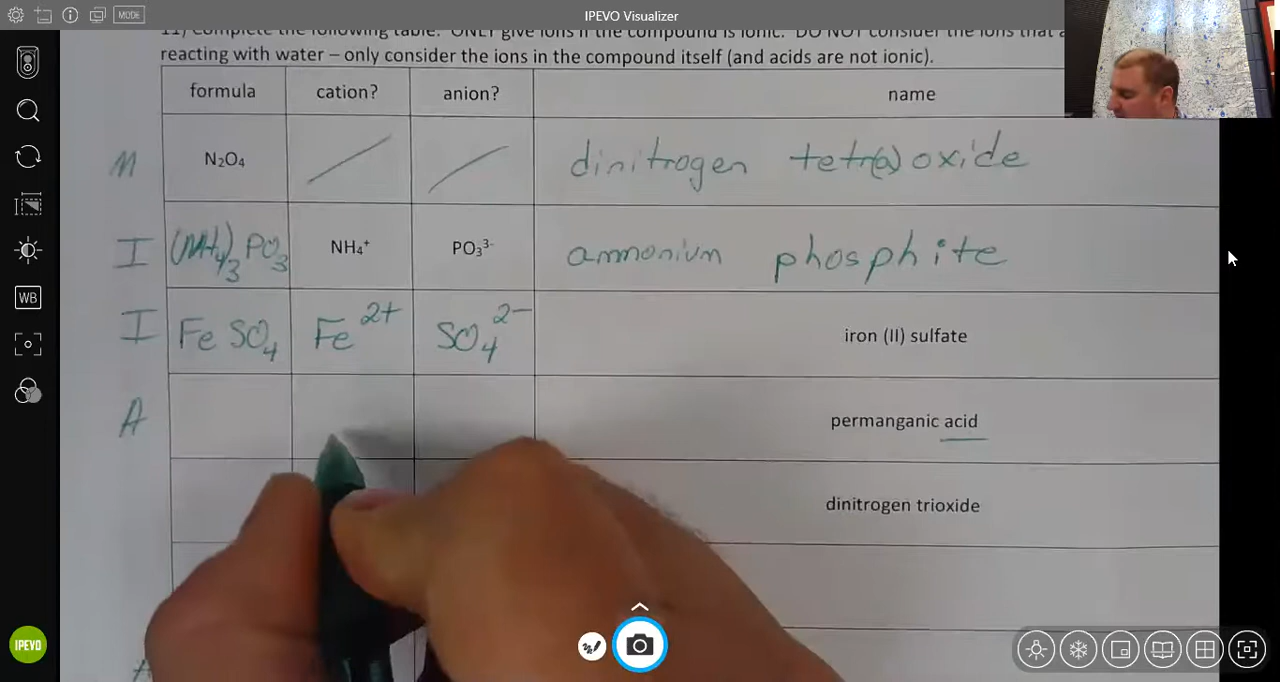 MODE
IPEVO Visualizer
11) Complete the following table. ONLY give ions if the compound is ionic. DO NOT consider the ions that
reacting with water – only consider the ions in the compound itself (and acids are not ionic).
formula cation? anion? name
M N₂O₄ dinitrogen tetr(a)oxide
I (NH₄)₃PO₃ NH₄⁺ PO₃³⁻ ammonium phosphite
I FeSO₄ Fe²⁺ SO₄²⁻ iron (II) sulfate
A permanganic acid
dinitrogen trioxide
WB
IPEVO